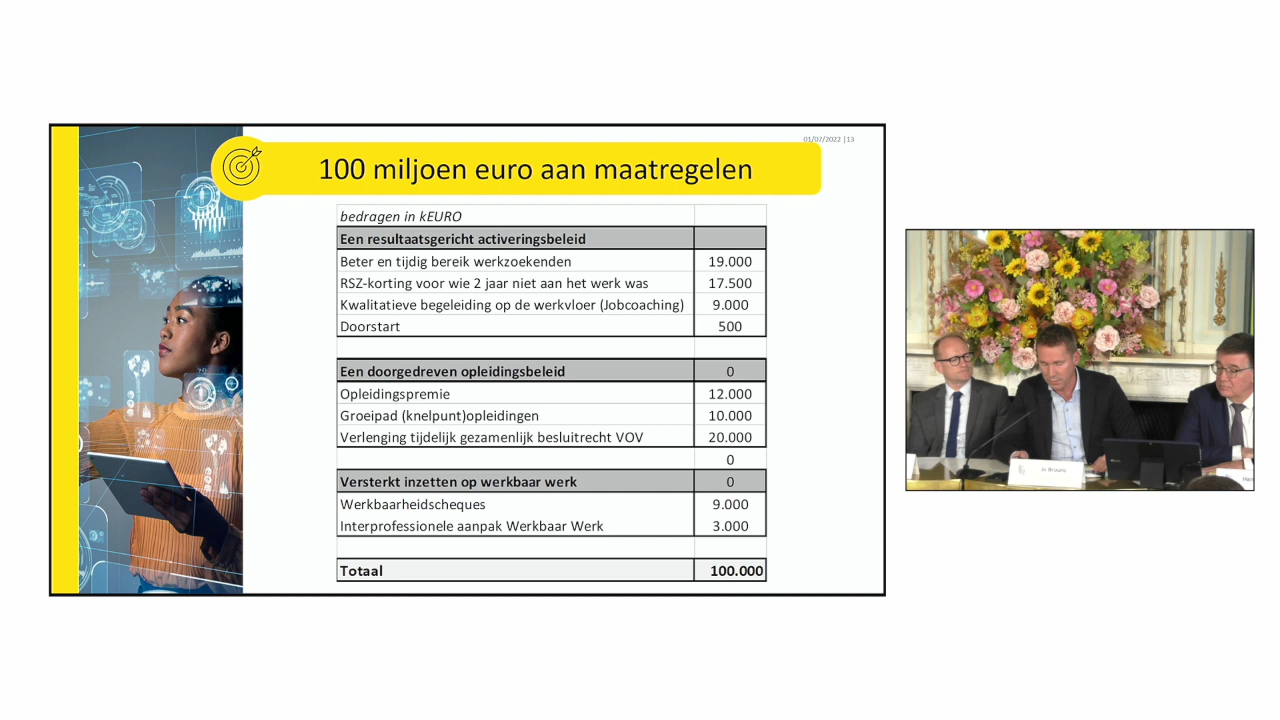 01/07/2022 |13
100 miljoen euro aan maatregelen
bedragen in kEURO
Een resultaatsgericht activeringsbeleid
Beter en tijdig bereik werkzoekenden 19.000
RSZ-korting voor wie 2 jaar niet aan het werk was 17.500
Kwalitatieve begeleiding op de werkvloer (Jobcoaching) 9.000
Doorstart 500
Een doorgedreven opleidingsbeleid 0
Opleidingspremie 12.000
Groeipad (knelpunt)opleidingen 10.000
Verlenging tijdelijk gezamenlijk besluitrecht VOV 20.000
0
Versterkt inzetten op werkbaar werk 0
Werkbaarheidscheques 9.000
Interprofessionele aanpak Werkbaar Werk 3.000
Totaal 100.000
Jo Brouns